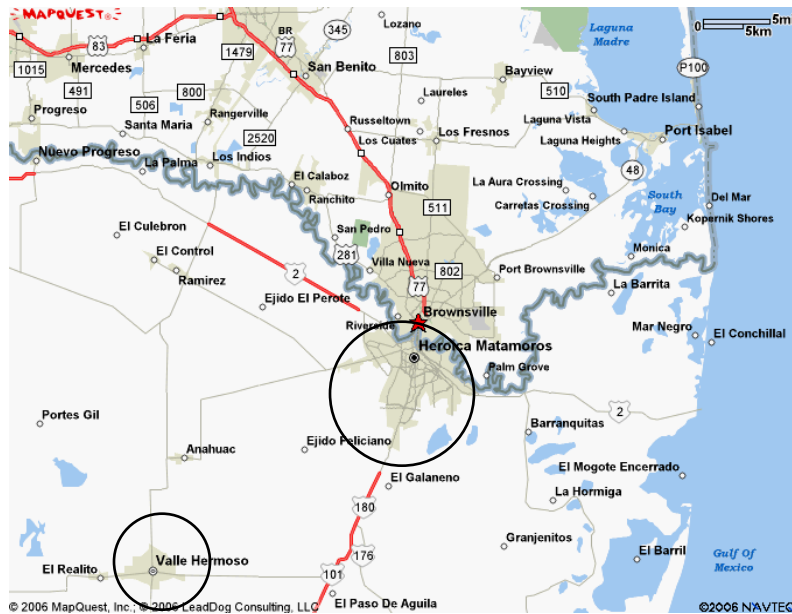 MAPQUEST
Lozano
5m
5km
Laguna
Madre
La Feria
BR
345
83
1479
77
803
Mercedes
San Benito
Bayview
P100
1015
491
800
Laureles
510
South Padre Island
Progreso
506
Rangerville
Russeltown
Laguna Vista
Santa Maria
2520
Los Cuates
Los Fresnos
Laguna Heights
Port Isabel
Nuevo Progreso
La Palma
Los Indios
48
El Calaboz
Olmito
La Aura Crossing
Ranchito
South
Bay
Del Mar
511
Carretas Crossing
Kopernik Shores
El Culebron
San Pedro
El Control
281
Villa Nueva
Monica
Ramirez
2
802
Port Brownsville
77
La Barrita
Ejido El Perote
Brownsville
Riverside
Mar Negro
El Conchillal
Heroica Matamoros
Palm Grove
Portes Gil
2
Barranquitas
Ejido Feliciano
Anahuac
El Galaneno
El Mogote Encerrado
La Hormiga
180
Granjenitos
El Barril
Gulf Of
Mexico
176
Valle Hermoso
El Realito
101
El Paso De Aguila
© 2006 MapQuest, Inc.; © 2006 LeadDog Consulting, LLC
©2006 NAVTEC